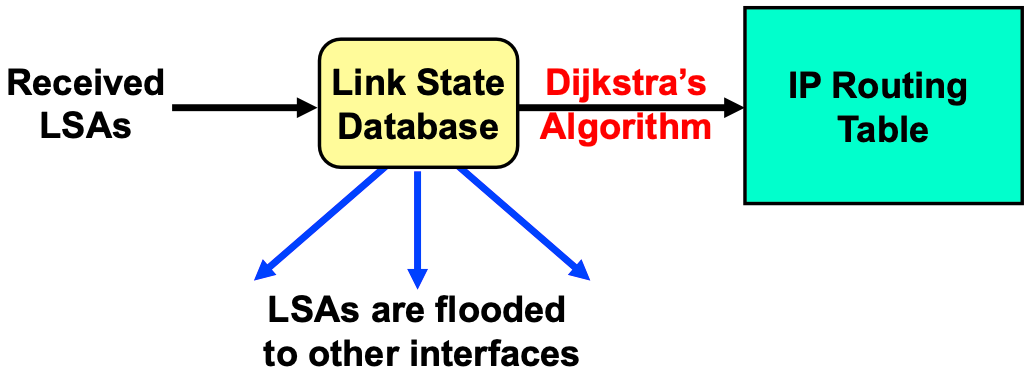 Received
LSAs
Link State
Database
Dijkstra’s
Algorithm
IP Routing
Table
LSAs are flooded
to other interfaces